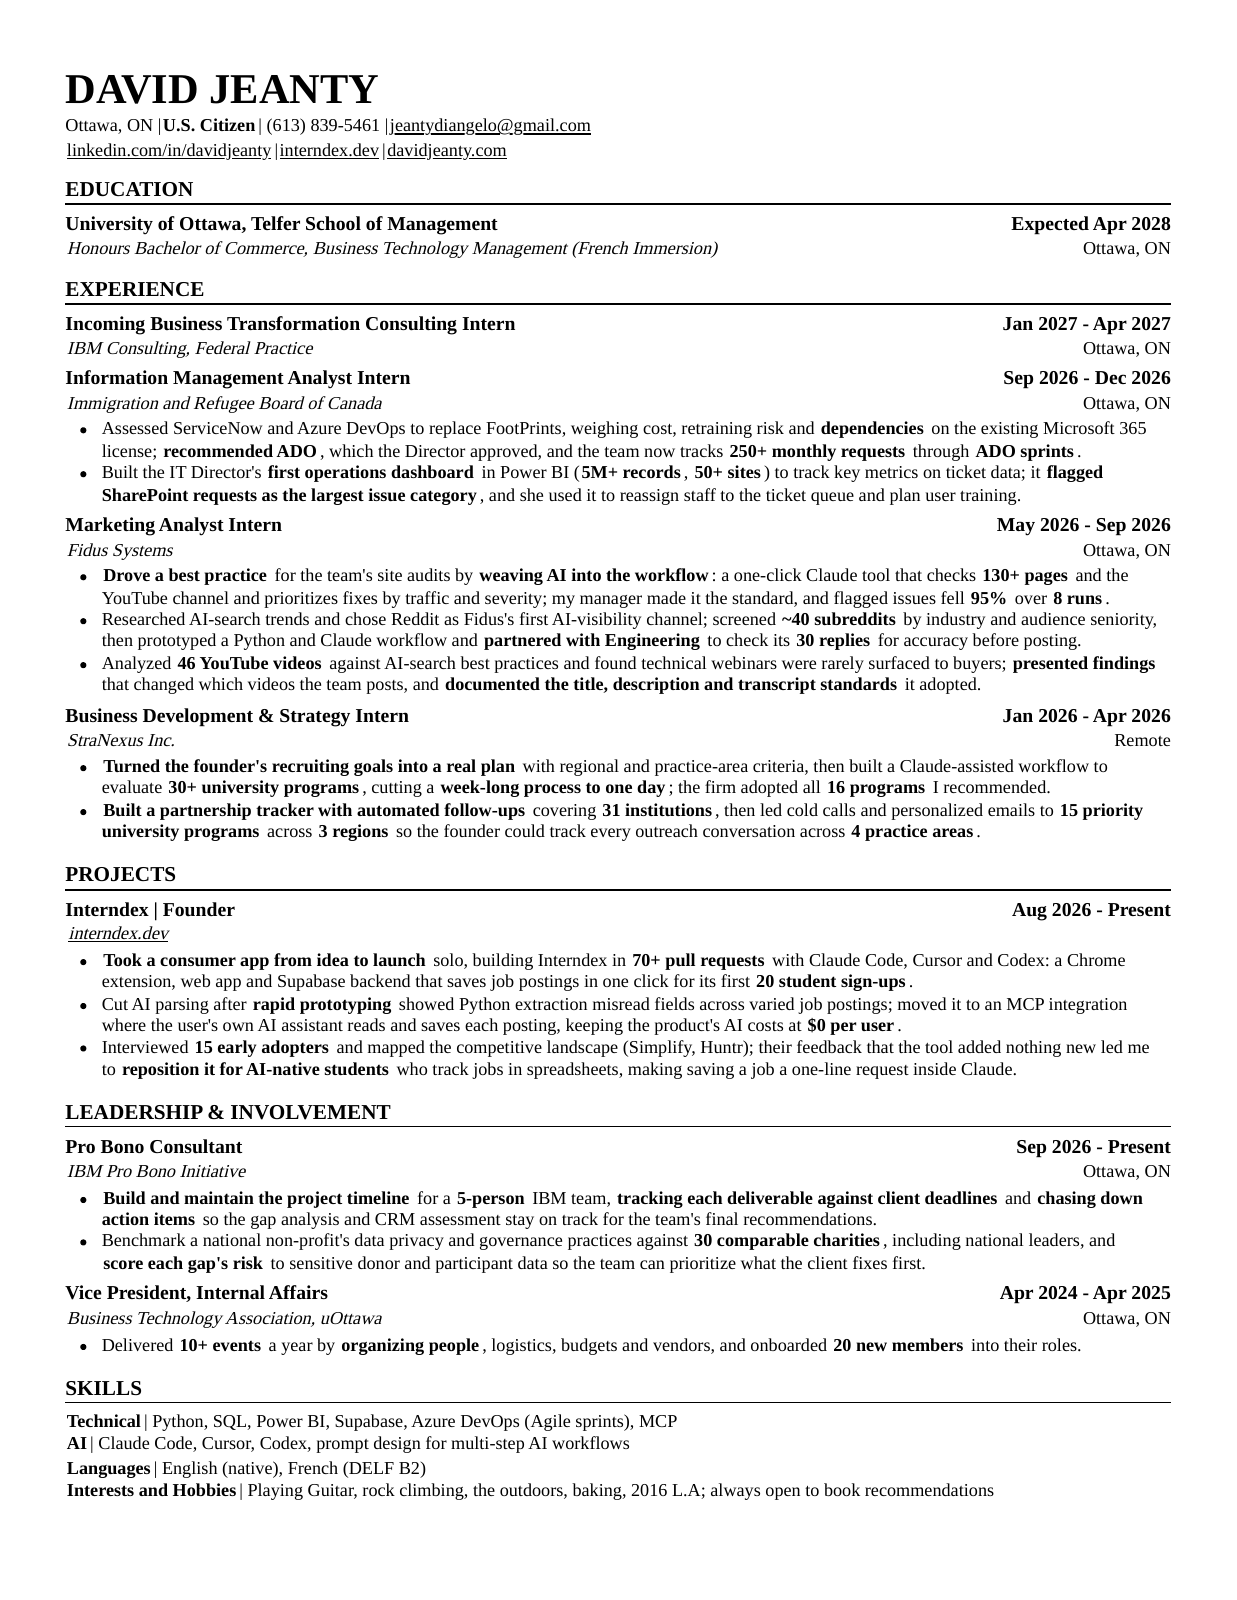 DAVID JEANTY
Ottawa, ON | U.S. Citizen | (613) 839-5461 | jeantydiangelo@gmail.com
linkedin.com/in/davidjeanty | interndex.dev | davidjeanty.com
EDUCATION
University of Ottawa, Telfer School of Management Expected Apr 2028
Honours Bachelor of Commerce, Business Technology Management (French Immersion) Ottawa, ON
EXPERIENCE
Incoming Business Transformation Consulting Intern Jan 2027 - Apr 2027
IBM Consulting, Federal Practice Ottawa, ON
Information Management Analyst Intern Sep 2026 - Dec 2026
Immigration and Refugee Board of Canada Ottawa, ON
• Assessed ServiceNow and Azure DevOps to replace FootPrints, weighing cost, retraining risk and dependencies on the existing Microsoft 365
license; recommended ADO, which the Director approved, and the team now tracks 250+ monthly requests through ADO sprints.
• Built the IT Director's first operations dashboard in Power BI (5M+ records, 50+ sites) to track key metrics on ticket data; it flagged
SharePoint requests as the largest issue category, and she used it to reassign staff to the ticket queue and plan user training.
Marketing Analyst Intern May 2026 - Sep 2026
Fidus Systems Ottawa, ON
• Drove a best practice for the team's site audits by weaving AI into the workflow: a one-click Claude tool that checks 130+ pages and the
YouTube channel and prioritizes fixes by traffic and severity; my manager made it the standard, and flagged issues fell 95% over 8 runs.
• Researched AI-search trends and chose Reddit as Fidus's first AI-visibility channel; screened ~40 subreddits by industry and audience seniority,
then prototyped a Python and Claude workflow and partnered with Engineering to check its 30 replies for accuracy before posting.
• Analyzed 46 YouTube videos against AI-search best practices and found technical webinars were rarely surfaced to buyers; presented findings
that changed which videos the team posts, and documented the title, description and transcript standards it adopted.
Business Development & Strategy Intern Jan 2026 - Apr 2026
StraNexus Inc. Remote
• Turned the founder's recruiting goals into a real plan with regional and practice-area criteria, then built a Claude-assisted workflow to
evaluate 30+ university programs, cutting a week-long process to one day; the firm adopted all 16 programs I recommended.
• Built a partnership tracker with automated follow-ups covering 31 institutions, then led cold calls and personalized emails to 15 priority
university programs across 3 regions so the founder could track every outreach conversation across 4 practice areas.
PROJECTS
Interndex | Founder Aug 2026 - Present
interndex.dev
• Took a consumer app from idea to launch solo, building Interndex in 70+ pull requests with Claude Code, Cursor and Codex: a Chrome
extension, web app and Supabase backend that saves job postings in one click for its first 20 student sign-ups.
• Cut AI parsing after rapid prototyping showed Python extraction misread fields across varied job postings; moved it to an MCP integration
where the user's own AI assistant reads and saves each posting, keeping the product's AI costs at $0 per user.
• Interviewed 15 early adopters and mapped the competitive landscape (Simplify, Huntr); their feedback that the tool added nothing new led me
to reposition it for AI-native students who track jobs in spreadsheets, making saving a job a one-line request inside Claude.
LEADERSHIP & INVOLVEMENT
Pro Bono Consultant Sep 2026 - Present
IBM Pro Bono Initiative Ottawa, ON
• Build and maintain the project timeline for a 5-person IBM team, tracking each deliverable against client deadlines and chasing down
action items so the gap analysis and CRM assessment stay on track for the team's final recommendations.
• Benchmark a national non-profit's data privacy and governance practices against 30 comparable charities, including national leaders, and
score each gap's risk to sensitive donor and participant data so the team can prioritize what the client fixes first.
Vice President, Internal Affairs Apr 2024 - Apr 2025
Business Technology Association, uOttawa Ottawa, ON
• Delivered 10+ events a year by organizing people, logistics, budgets and vendors, and onboarded 20 new members into their roles.
SKILLS
Technical | Python, SQL, Power BI, Supabase, Azure DevOps (Agile sprints), MCP
AI | Claude Code, Cursor, Codex, prompt design for multi-step AI workflows
Languages | English (native), French (DELF B2)
Interests and Hobbies | Playing Guitar, rock climbing, the outdoors, baking, 2016 L.A; always open to book recommendations